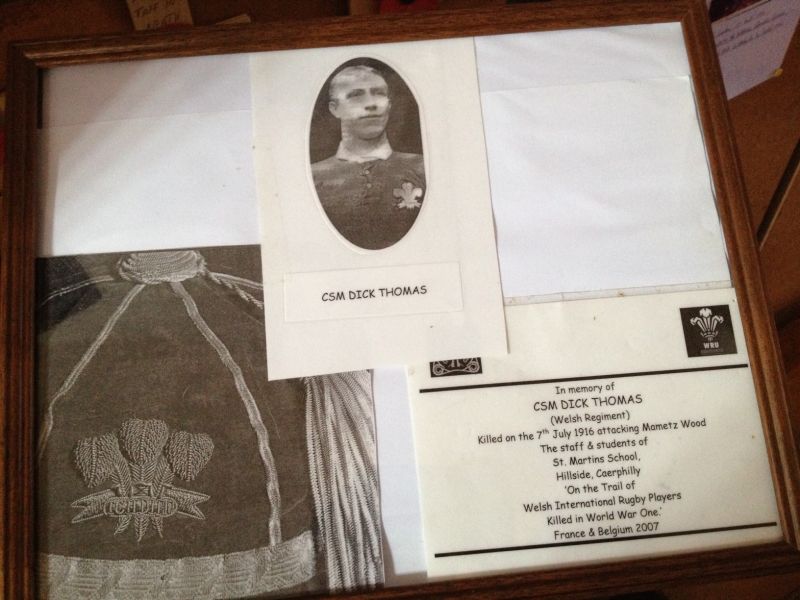 CSM DICK THOMAS
WRU
In memory of
CSM DICK THOMAS
(Welsh Regiment)
Killed on the 7th July 1916 attacking Mametz Wood
The staff & students of
St. Martins School,
Hillside, Caerphilly
'On the Trail of
Welsh International Rugby Players
Killed in World War One.'
France & Belgium 2007